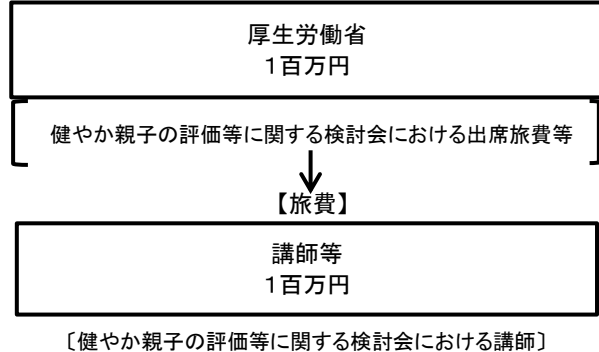 厚生労働省
1百万円
健やか親子の評価等に関する検討会における出席旅費等
【旅費】
講師等
1百万円
〔健やか親子の評価等に関する検討会における講師〕